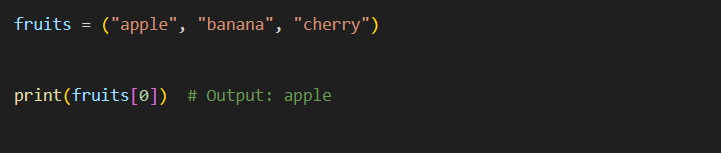 fruits = ("apple", "banana", "cherry")
print(fruits[0])  # Output: apple